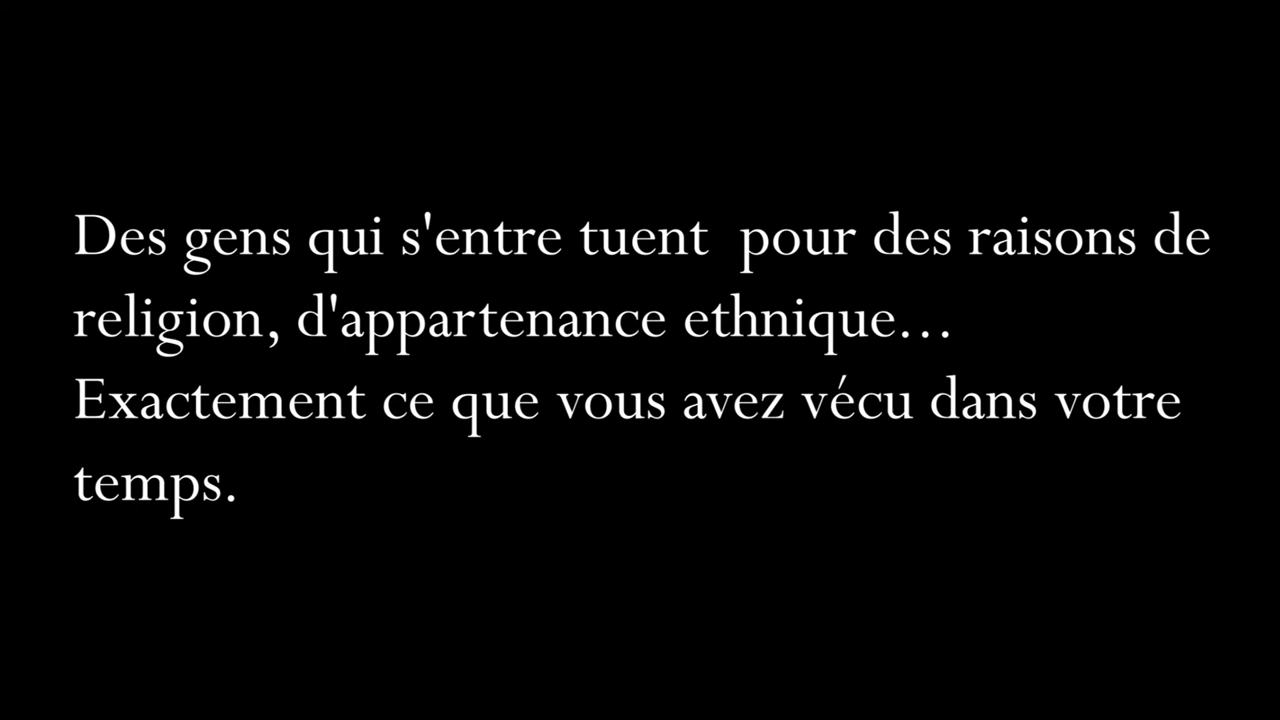 Des gens qui s'entre tuent  pour des raisons de
religion, d'appartenance ethnique...
Exactement ce que vous avez vécu dans votre
temps.